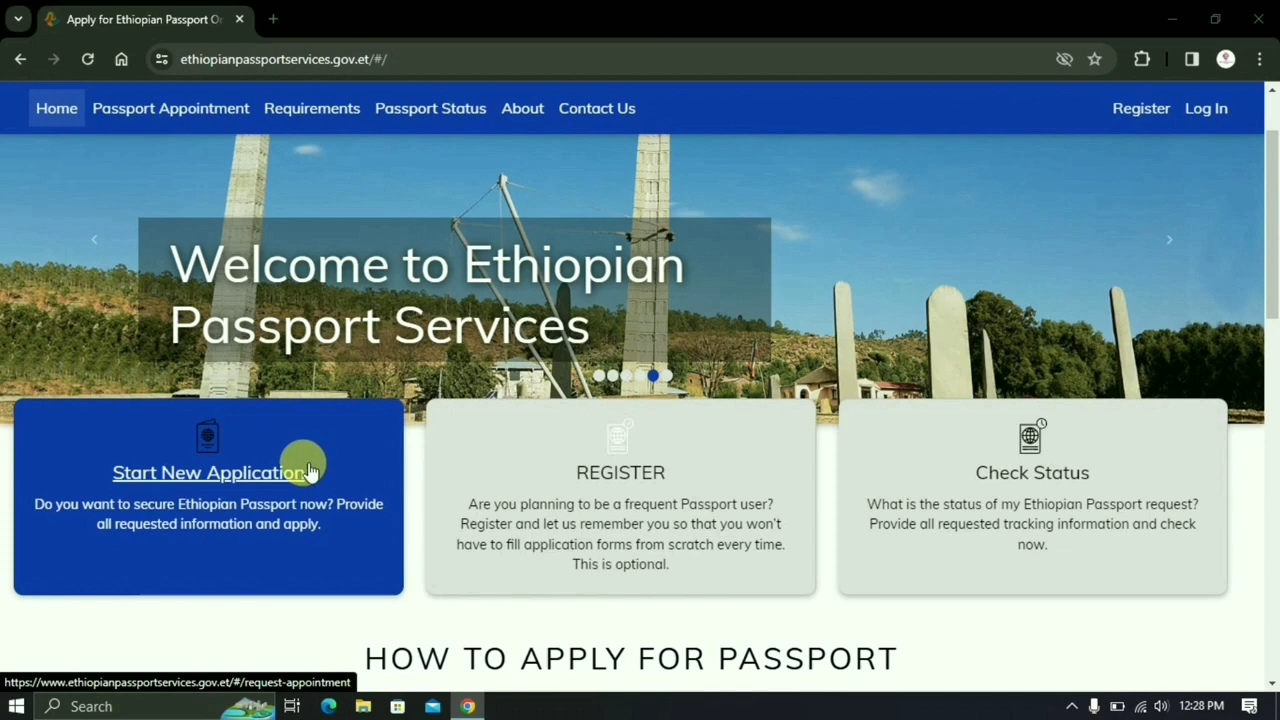 Apply for Ethiopian Passport On
ethiopianpassportservices.gov.et/#/
Home Passport Appointment Requirements Passport Status About Contact Us Register Log In
Welcome to Ethiopian
Passport Services
Start New Application
Do you want to secure Ethiopian Passport now? Provide
all requested information and apply.
REGISTER
Are you planning to be a frequent Passport user?
Register and let us remember you so that you won't
have to fill application forms from scratch every time.
This is optional.
Check Status
What is the status of my Ethiopian Passport request?
Provide all requested tracking information and check
now.
HOW TO APPLY FOR PASSPORT
https://www.ethiopianpassportservices.gov.et/#/request-appointment
Search
12:28 PM